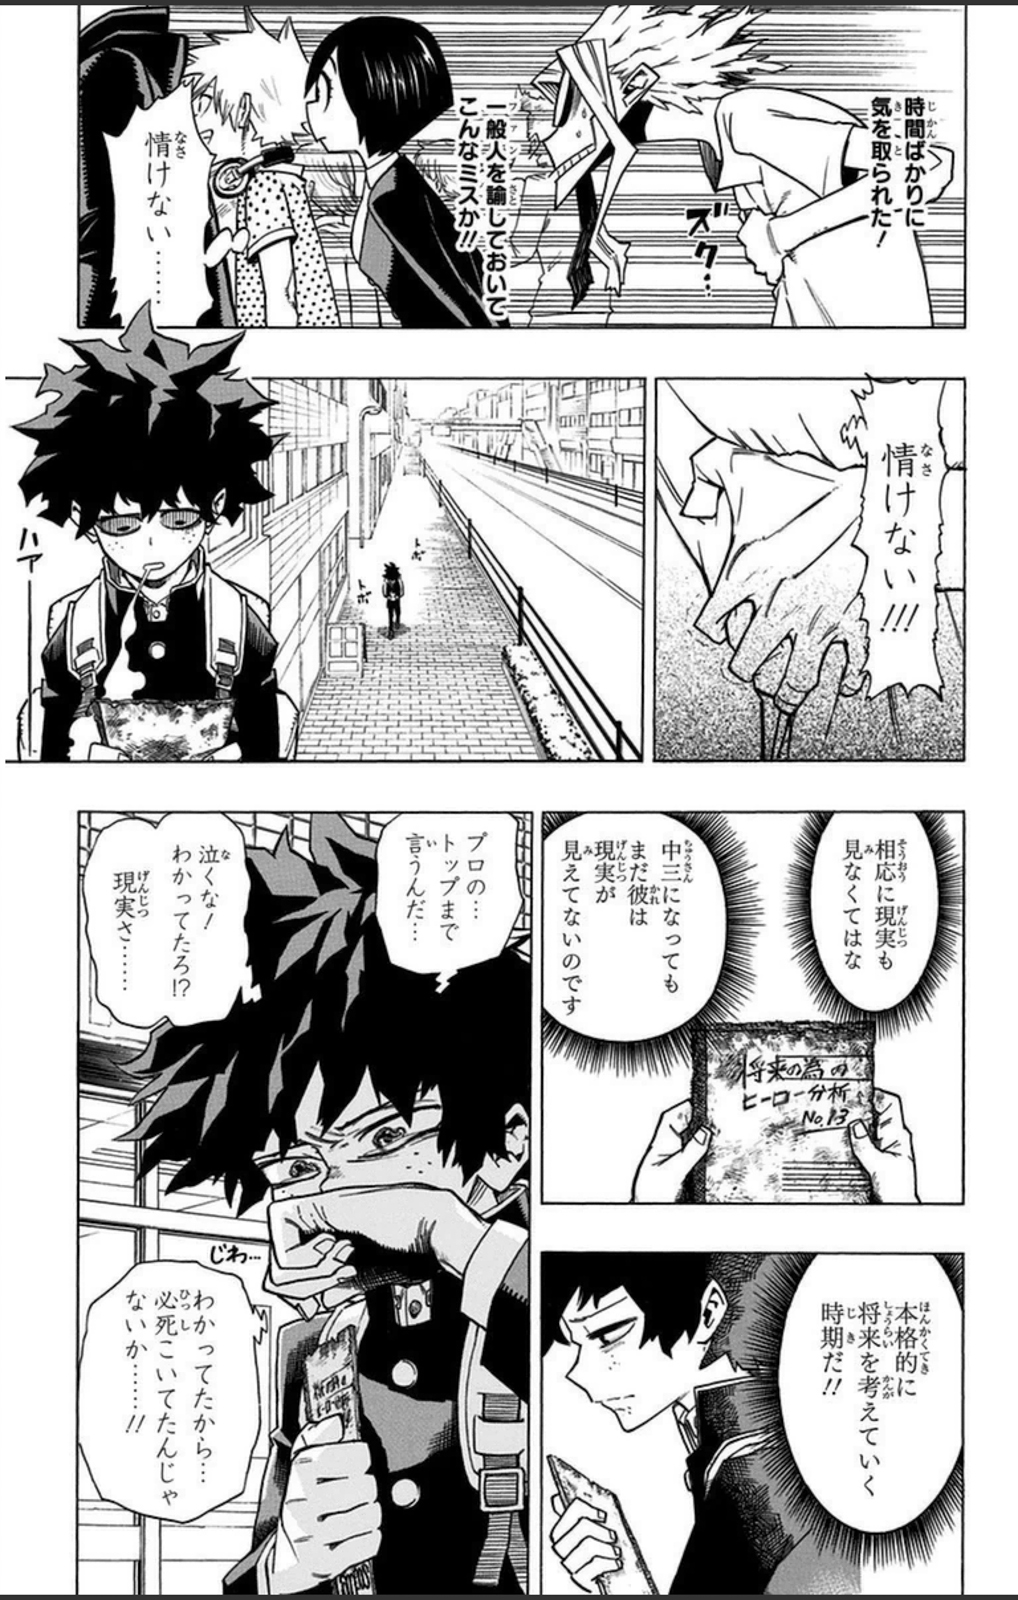 時間ばかりに
気を取られた！
ズク…
一般人を諭しておいて
こんなミスか!!
情けない………
情けない!!!
トボ
トボ
ハァー
相応に現実も
見なくてはな
中三になっても
まだ彼は
現実が
見えてないのです
将来の為の
ヒーロー分析
No.13
本格的に
将来を考えていく
時期だ!!
プロの…
トップまで
言うんだ…
泣くな！
わかってたろ!?
現実さ……
じわ…
わかってたから…
必死こいてたんじゃ
ないか……!!